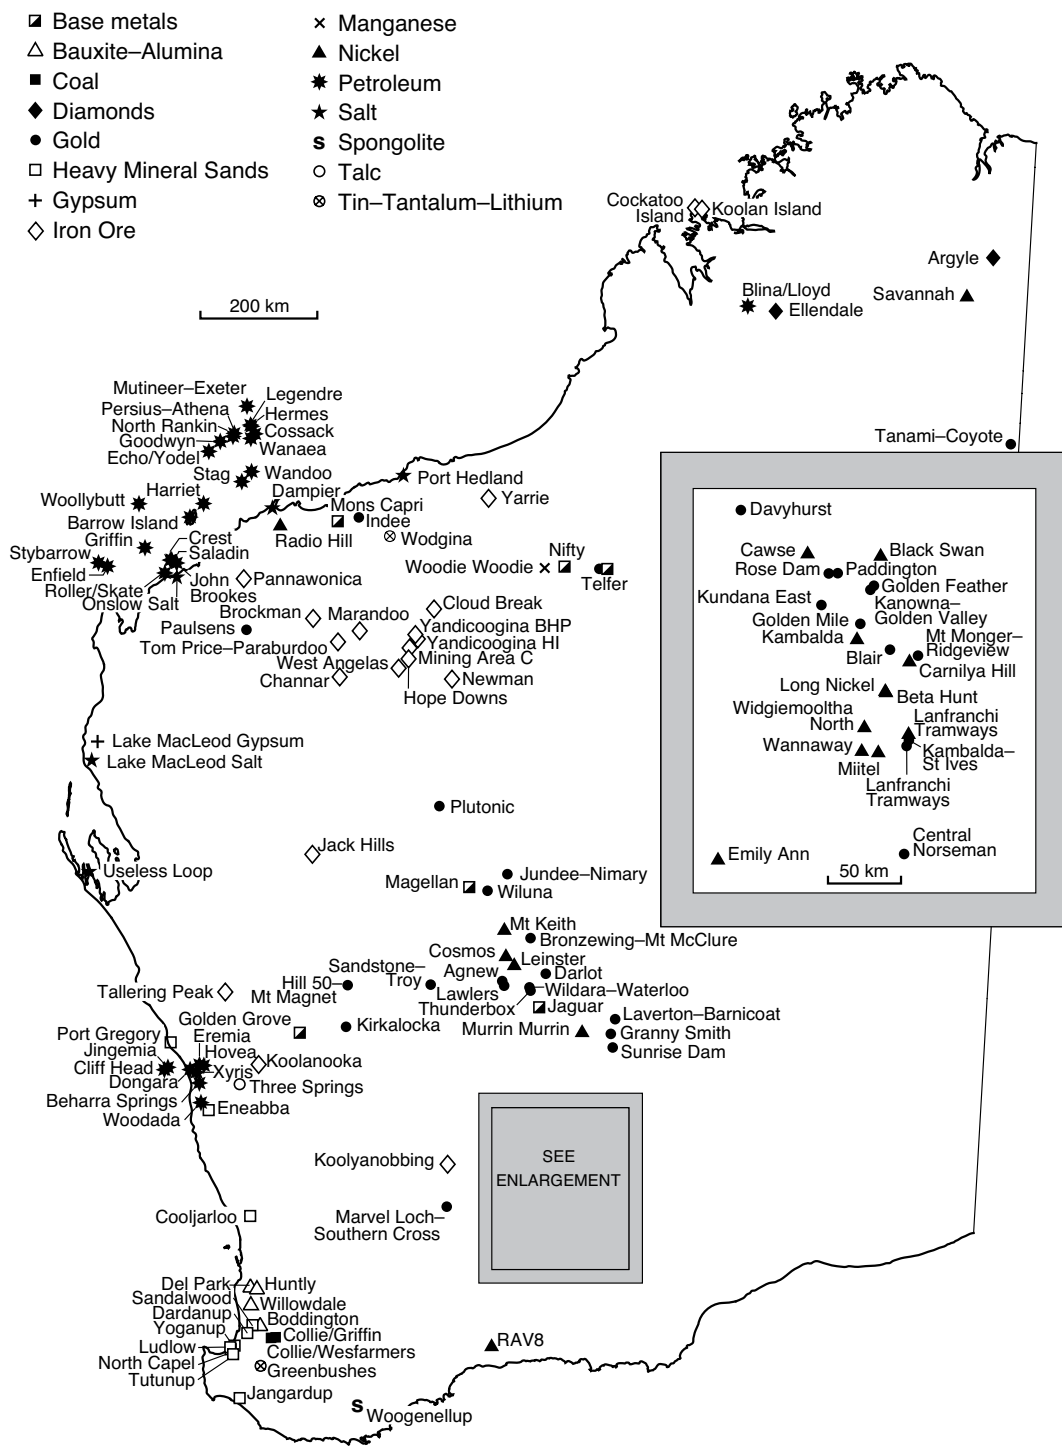 Base metals
Bauxite–Alumina
Coal
Diamonds
Gold
Heavy Mineral Sands
Gypsum
Iron Ore
Manganese
Nickel
Petroleum
Salt
s Spongolite
Talc
Tin–Tantalum–Lithium
200 km
Cockatoo
Island
Koolan Island
Argyle
Savannah
Blina/Lloyd
Ellendale
Tanami–Coyote
Mutineer–Exeter
Legendre
Persius–Athena
Hermes
North Rankin
Cossack
Goodwyn
Wanaea
Echo/Yodel
Stag
Wandoo
Port Hedland
Woollybutt
Harriet
Dampier
Mons Capri
Yarrie
Barrow Island
Indee
Griffin
Crest
Radio Hill
Wodgina
Stybarrow
Saladin
Nifty
Enfield
Woodie Woodie
Roller/Skate
John
Brookes
Pannawonica
Telfer
Onslow Salt
Brockman
Marandoo
Cloud Break
Paulsens
Yandicoogina BHP
Tom Price–Paraburdoo
Yandicoogina HI
West Angelas
Mining Area C
Channar
Newman
Hope Downs
Lake MacLeod Gypsum
Lake MacLeod Salt
Plutonic
Jack Hills
Useless Loop
Jundee–Nimary
Magellan
Wiluna
Mt Keith
Bronzewing–Mt McClure
Cosmos
Leinster
Sandstone–
Troy
Agnew
Darlot
Hill 50–
Mt Magnet
Lawlers
Wildara–Waterloo
Tallering Peak
Thunderbox
Jaguar
Golden Grove
Kirkalocka
Murrin Murrin
Laverton–Barnicoat
Granny Smith
Sunrise Dam
Port Gregory
Eremia
Jingemia
Hovea
Koolanooka
Cliff Head
Xyris
Dongara
Three Springs
Beharra Springs
Eneabba
Woodada
Koolyanobbing
SEE
ENLARGEMENT
Marvel Loch–
Southern Cross
Cooljarloo
Del Park
Huntly
Sandalwood
Willowdale
Dardanup
Boddington
Yoganup
Collie/Griffin
Ludlow
Collie/Wesfarmers
North Capel
Greenbushes
Tutunup
Jangardup
RAV8
s
Woogenellup
Davyhurst
Cawse
Black Swan
Rose Dam
Paddington
Golden Feather
Kundana East
Kanowna–
Golden Valley
Golden Mile
Kambalda
Mt Monger–
Ridgeview
Blair
Carnilya Hill
Long Nickel
Beta Hunt
Widgiemooltha
North
Lanfranchi
Tramways
Wannaway
Kambalda–
St Ives
Miitel
Lanfranchi
Tramways
Emily Ann
Central
Norseman
50 km